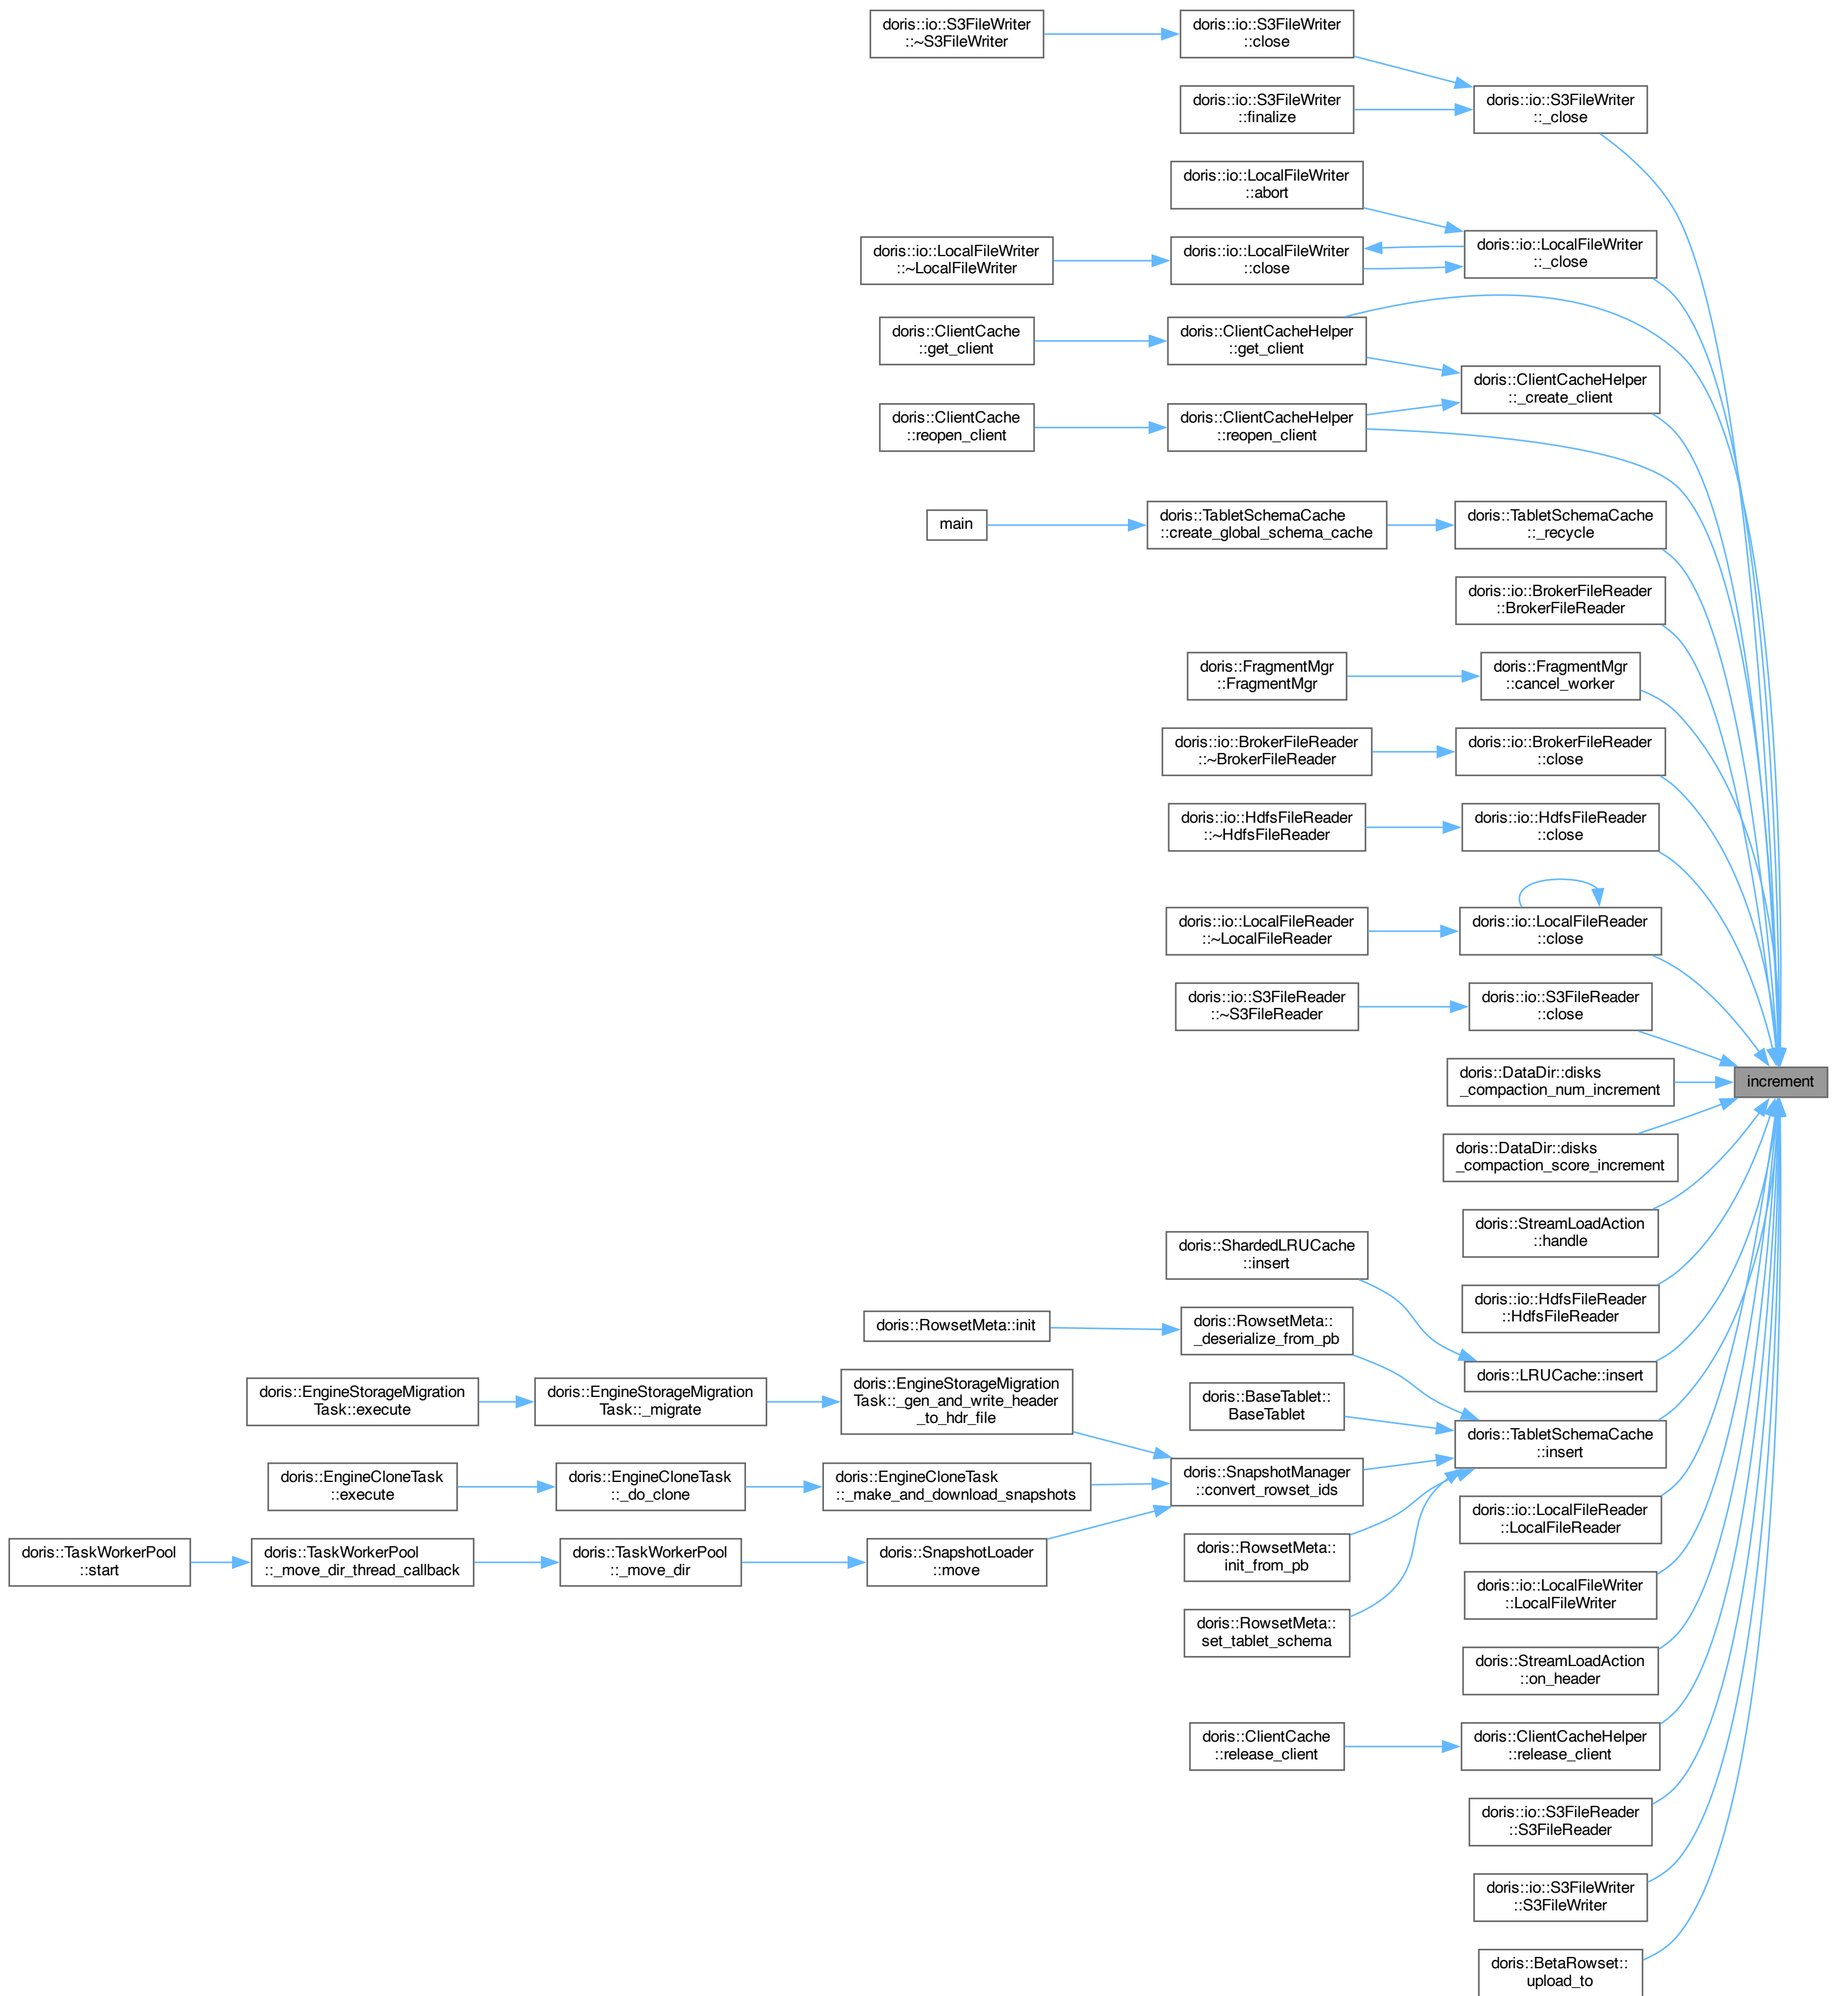 doris::io::S3FileWriter
::~S3FileWriter
doris::io::S3FileWriter
::close
doris::io::S3FileWriter
::finalize
doris::io::S3FileWriter
::_close
doris::io::LocalFileWriter
::abort
doris::io::LocalFileWriter
::~LocalFileWriter
doris::io::LocalFileWriter
::close
doris::io::LocalFileWriter
::_close
doris::ClientCache
::get_client
doris::ClientCacheHelper
::get_client
doris::ClientCacheHelper
::_create_client
doris::ClientCache
::reopen_client
doris::ClientCacheHelper
::reopen_client
main
doris::TabletSchemaCache
::create_global_schema_cache
doris::TabletSchemaCache
::_recycle
doris::io::BrokerFileReader
::BrokerFileReader
doris::FragmentMgr
::FragmentMgr
doris::FragmentMgr
::cancel_worker
doris::io::BrokerFileReader
::~BrokerFileReader
doris::io::BrokerFileReader
::close
doris::io::HdfsFileReader
::~HdfsFileReader
doris::io::HdfsFileReader
::close
doris::io::LocalFileReader
::~LocalFileReader
doris::io::LocalFileReader
::close
doris::io::S3FileReader
::~S3FileReader
doris::io::S3FileReader
::close
increment
doris::DataDir::disks
_compaction_num_increment
doris::DataDir::disks
_compaction_score_increment
doris::StreamLoadAction
::handle
doris::ShardedLRUCache
::insert
doris::io::HdfsFileReader
::HdfsFileReader
doris::RowsetMeta::init
doris::RowsetMeta::
_deserialize_from_pb
doris::LRUCache::insert
doris::EngineStorageMigration
Task::execute
doris::EngineStorageMigration
Task::_migrate
doris::EngineStorageMigration
Task::_gen_and_write_header
_to_hdr_file
doris::BaseTablet::
BaseTablet
doris::TabletSchemaCache
::insert
doris::EngineCloneTask
::execute
doris::EngineCloneTask
::_do_clone
doris::EngineCloneTask
::_make_and_download_snapshots
doris::SnapshotManager
::convert_rowset_ids
doris::io::LocalFileReader
::LocalFileReader
doris::TaskWorkerPool
::start
doris::TaskWorkerPool
::_move_dir_thread_callback
doris::TaskWorkerPool
::_move_dir
doris::SnapshotLoader
::move
doris::RowsetMeta::
init_from_pb
doris::io::LocalFileWriter
::LocalFileWriter
doris::RowsetMeta::
set_tablet_schema
doris::StreamLoadAction
::on_header
doris::ClientCache
::release_client
doris::ClientCacheHelper
::release_client
doris::io::S3FileReader
::S3FileReader
doris::io::S3FileWriter
::S3FileWriter
doris::BetaRowset::
upload_to